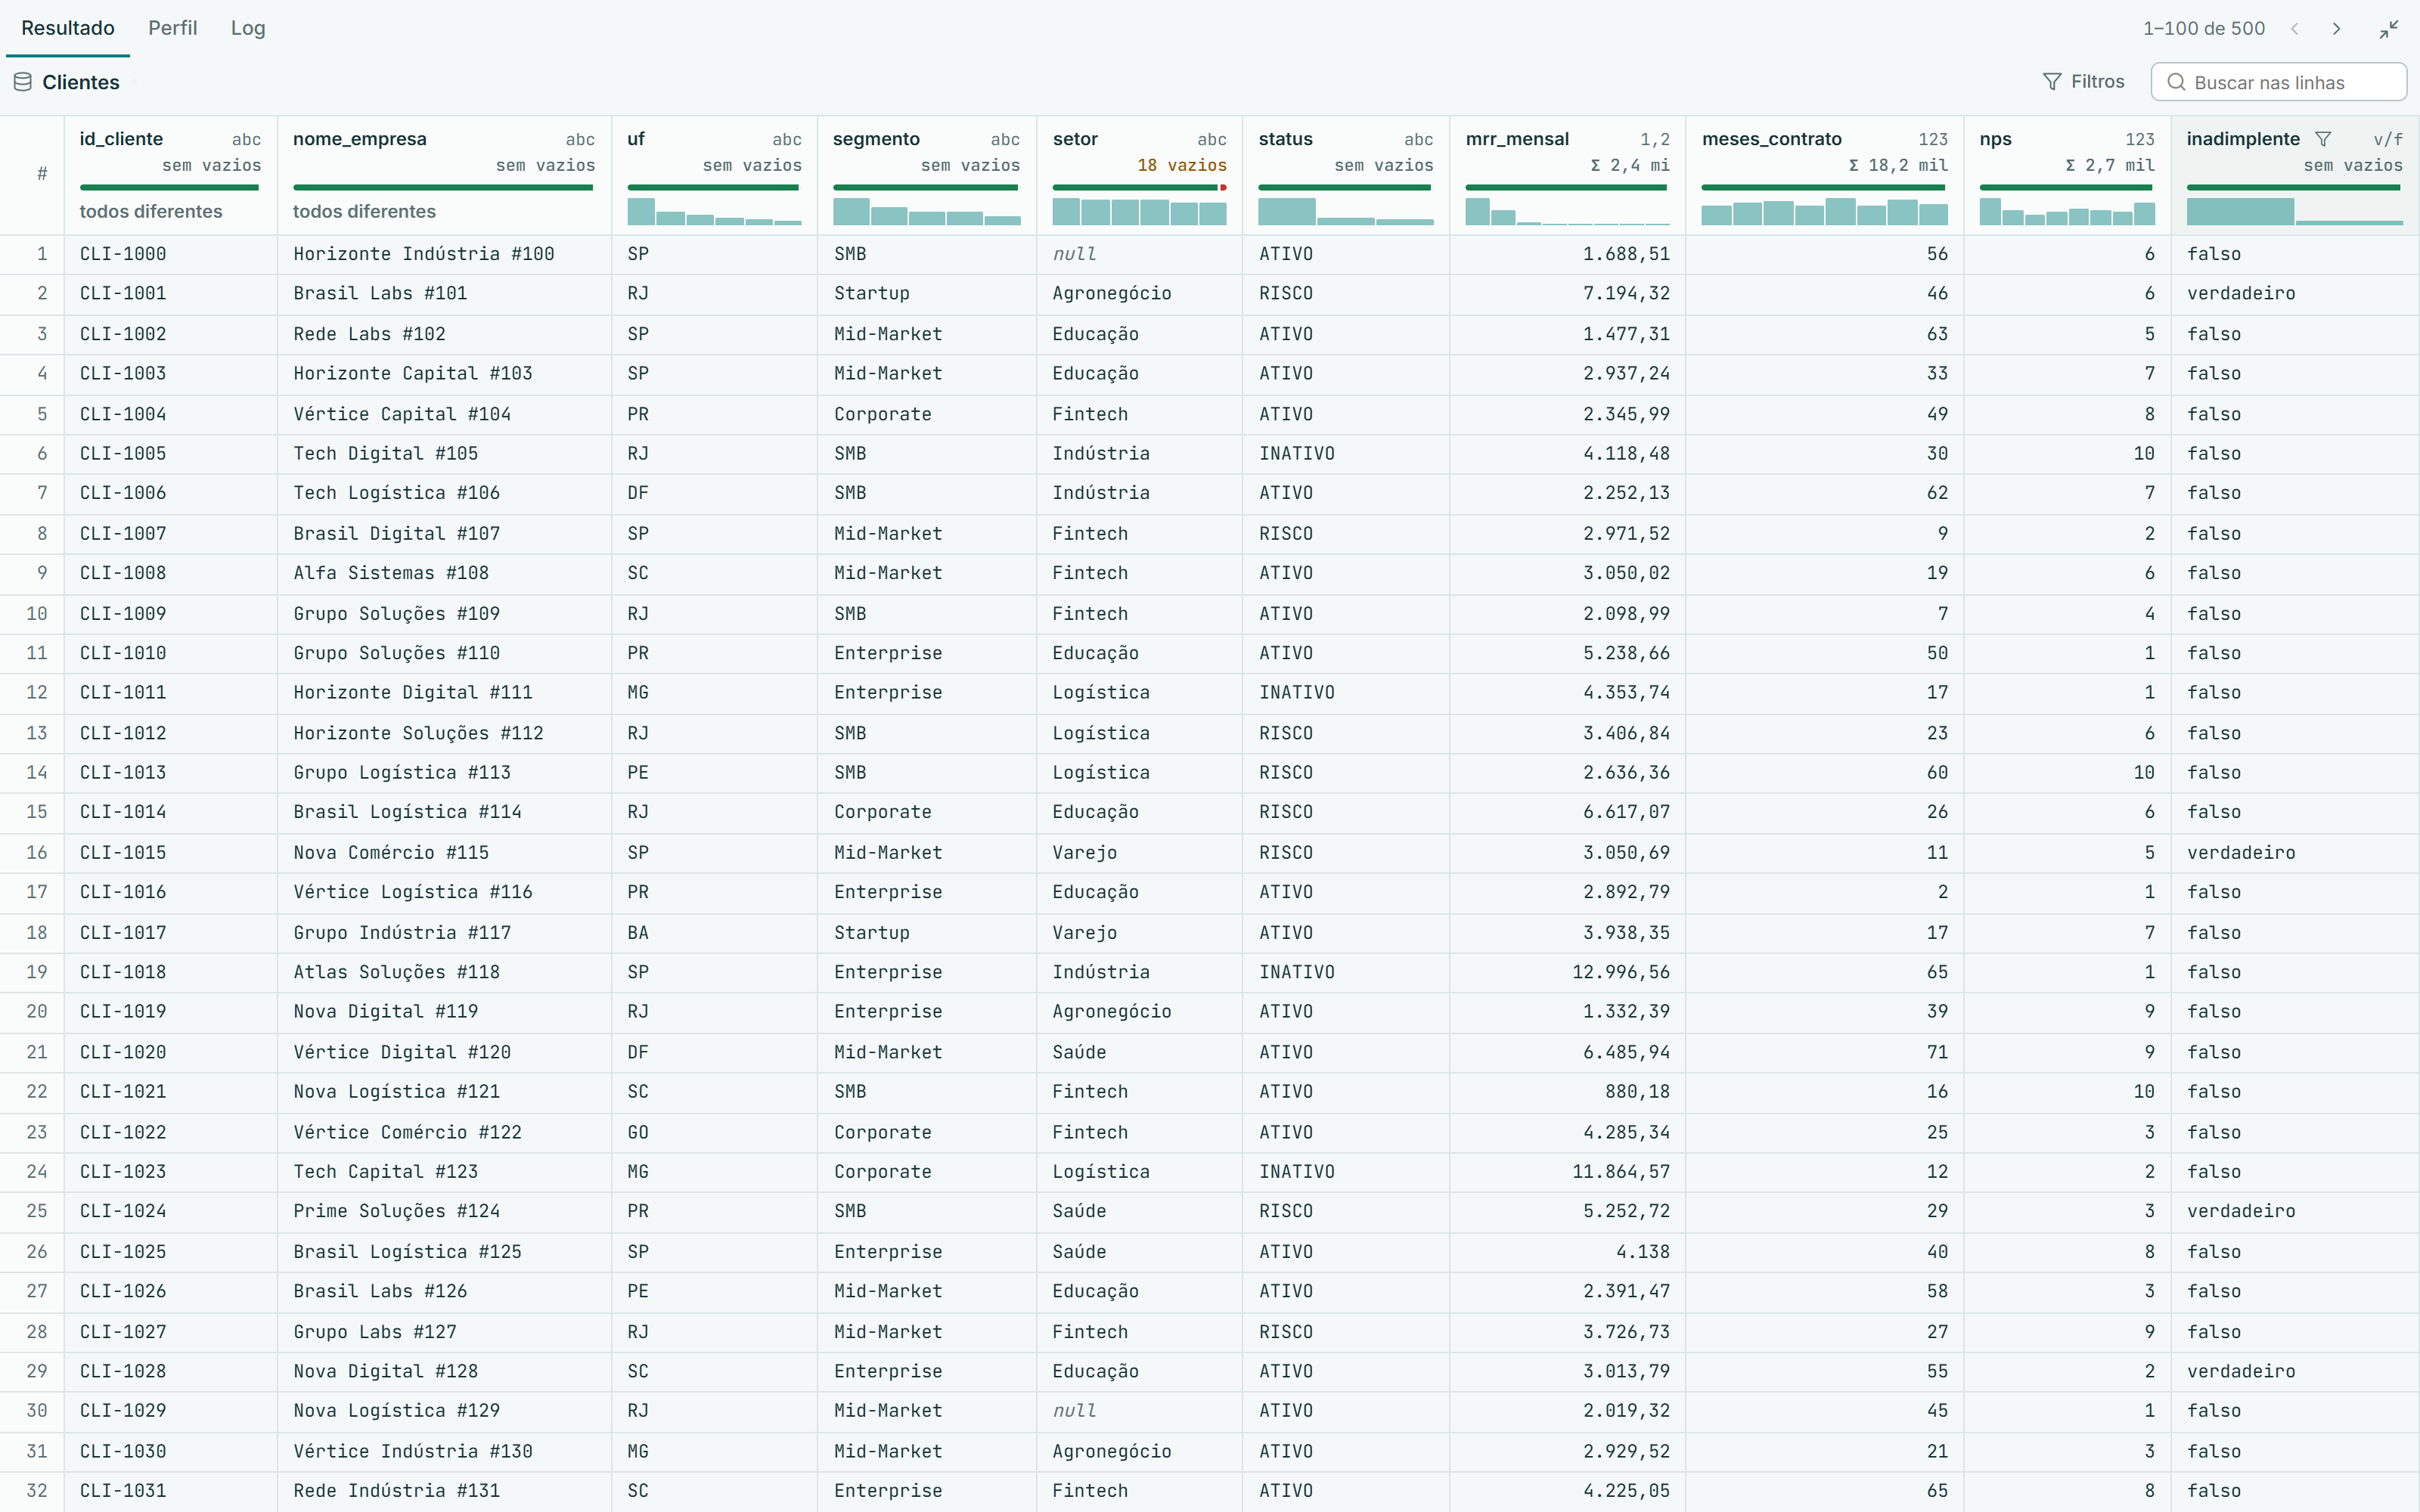 Resultado Perfil Log 1–100 de 500
Clientes Filtros Buscar nas linhas
# id_cliente abc nome_empresa abc uf abc segmento abc setor abc status abc mrr_mensal 1,2 meses_contrato 123 nps 123 inadimplente v/f
sem vazios sem vazios sem vazios sem vazios 18 vazios sem vazios Σ 2,4 mi Σ 18,2 mil Σ 2,7 mil sem vazios
todos diferentes todos diferentes
1 CLI-1000 Horizonte Indústria #100 SP SMB null ATIVO 1.688,51 56 6 falso
2 CLI-1001 Brasil Labs #101 RJ Startup Agronegócio RISCO 7.194,32 46 6 verdadeiro
3 CLI-1002 Rede Labs #102 SP Mid-Market Educação ATIVO 1.477,31 63 5 falso
4 CLI-1003 Horizonte Capital #103 SP Mid-Market Educação ATIVO 2.937,24 33 7 falso
5 CLI-1004 Vértice Capital #104 PR Corporate Fintech ATIVO 2.345,99 49 8 falso
6 CLI-1005 Tech Digital #105 RJ SMB Indústria INATIVO 4.118,48 30 10 falso
7 CLI-1006 Tech Logística #106 DF SMB Indústria ATIVO 2.252,13 62 7 falso
8 CLI-1007 Brasil Digital #107 SP Mid-Market Fintech RISCO 2.971,52 9 2 falso
9 CLI-1008 Alfa Sistemas #108 SC Mid-Market Fintech ATIVO 3.050,02 19 6 falso
10 CLI-1009 Grupo Soluções #109 RJ SMB Fintech ATIVO 2.098,99 7 4 falso
11 CLI-1010 Grupo Soluções #110 PR Enterprise Educação ATIVO 5.238,66 50 1 falso
12 CLI-1011 Horizonte Digital #111 MG Enterprise Logística INATIVO 4.353,74 17 1 falso
13 CLI-1012 Horizonte Soluções #112 RJ SMB Logística RISCO 3.406,84 23 6 falso
14 CLI-1013 Grupo Logística #113 PE SMB Logística RISCO 2.636,36 60 10 falso
15 CLI-1014 Brasil Logística #114 RJ Corporate Educação RISCO 6.617,07 26 6 falso
16 CLI-1015 Nova Comércio #115 SP Mid-Market Varejo RISCO 3.050,69 11 5 verdadeiro
17 CLI-1016 Vértice Logística #116 PR Enterprise Educação ATIVO 2.892,79 2 1 falso
18 CLI-1017 Grupo Indústria #117 BA Startup Varejo ATIVO 3.938,35 17 7 falso
19 CLI-1018 Atlas Soluções #118 SP Enterprise Indústria INATIVO 12.996,56 65 1 falso
20 CLI-1019 Nova Digital #119 RJ Enterprise Agronegócio ATIVO 1.332,39 39 9 falso
21 CLI-1020 Vértice Digital #120 DF Mid-Market Saúde ATIVO 6.485,94 71 9 falso
22 CLI-1021 Nova Logística #121 SC SMB Fintech ATIVO 880,18 16 10 falso
23 CLI-1022 Vértice Comércio #122 GO Corporate Fintech ATIVO 4.285,34 25 3 falso
24 CLI-1023 Tech Capital #123 MG Corporate Logística INATIVO 11.864,57 12 2 falso
25 CLI-1024 Prime Soluções #124 PR SMB Saúde RISCO 5.252,72 29 3 verdadeiro
26 CLI-1025 Brasil Logística #125 SP Enterprise Saúde ATIVO 4.138 40 8 falso
27 CLI-1026 Brasil Labs #126 PE Mid-Market Educação ATIVO 2.391,47 58 3 falso
28 CLI-1027 Grupo Labs #127 RJ Mid-Market Fintech RISCO 3.726,73 27 9 falso
29 CLI-1028 Nova Digital #128 SC Enterprise Educação ATIVO 3.013,79 55 2 verdadeiro
30 CLI-1029 Nova Logística #129 RJ Mid-Market null ATIVO 2.019,32 45 1 falso
31 CLI-1030 Vértice Indústria #130 MG Mid-Market Agronegócio ATIVO 2.929,52 21 3 falso
32 CLI-1031 Rede Indústria #131 SC Enterprise Fintech ATIVO 4.225,05 65 8 falso